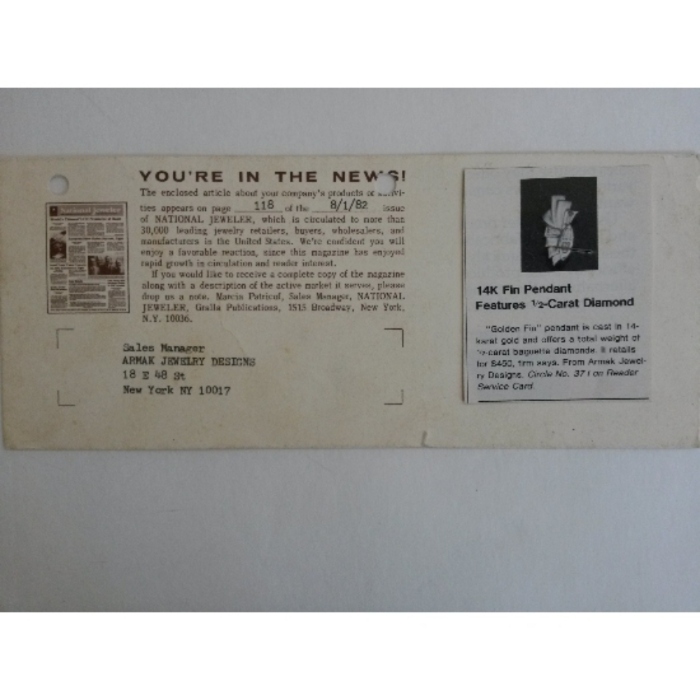 YOU'RE IN THE NEWS!
The enclosed article about your company's products or activi-
ties appears on page 118 of the 8/1/82 issue
of NATIONAL JEWELER, which is circulated to more than
30,000 leading jewelry retailers, buyers, wholesalers, and
manufacturers in the United States. We're confident you will
enjoy a favorable reaction, since this magazine has enjoyed
rapid growth in circulation and reader interest.
If you would like to receive a complete copy of the magazine
along with a description of the active market it serves, please
drop us a note. Marcia Patricof, Sales Manager, NATIONAL
JEWELER, Gralla Publications, 1515 Broadway, New York,
N.Y. 10036.
Sales Manager
ARMAK JEWELRY DESIGNS
18 E 48 St
New York NY 10017
14K Fin Pendant
Features ½-Carat Diamond
"Golden Fin" pendant is cast in 14-
karat gold and offers a total weight of
½-carat baguette diamonds. It retails
for $450, firm says. From Armak Jewel-
ry Designs. Circle No. 371 on Reader
Service Card.